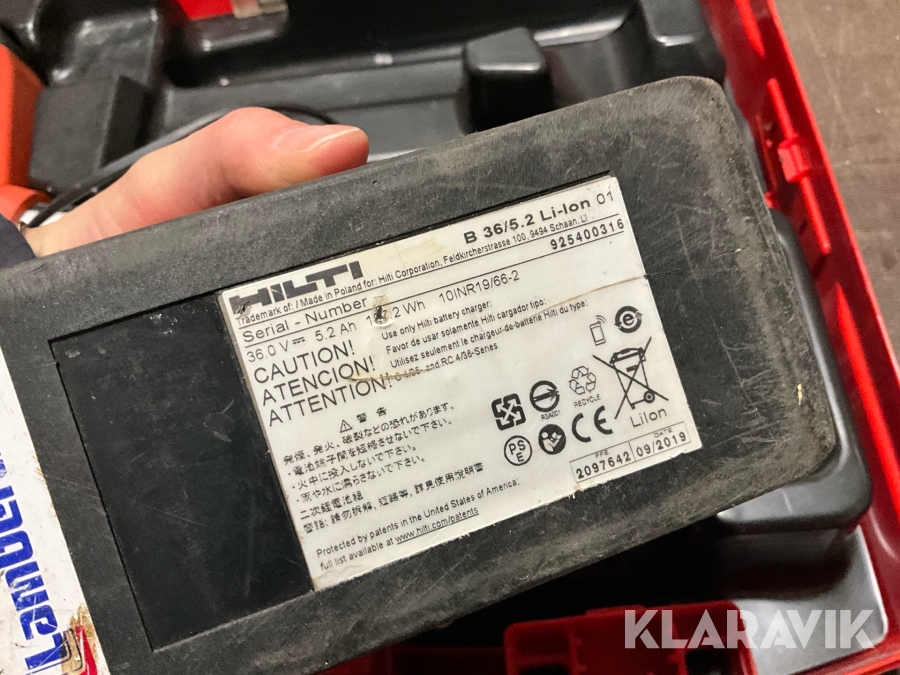 HILTI
B 36/5.2 Li-Ion 01
Trademark of: / Made in Poland for: Hilti Corporation, Feldkircherstrasse 100, 9494 Schaan, LI
Serial - Number
925400316
36.0 V 5.2 Ah 2 Wh 10INR19/66-2
CAUTION!
Use only Hilti battery charger:
ATENCION!
Favor de usar solamente Hilti cargador tipo:
ATTENTION!
Utilisez seulement le chargeur-de-batterie Hilti du type:
C 4/36- and RC 4/36-Series
警告
発煙、発火、破裂などの恐れがあります。
・電池端子間を短絡させないで下さい。
・火中に投入しないで下さい。
・雨や水に濡らさないで下さい。
二次鋰電池組
警語: 請勿拆解, 短路等, 詳見使用說明
Protected by patents in the United States of America;
full list available at www.hilti.com/patents
R3A001
RECYCLE
PS
E
CE
LiIon
PPE
2097642
DATE
09/2019
KLARAVIK